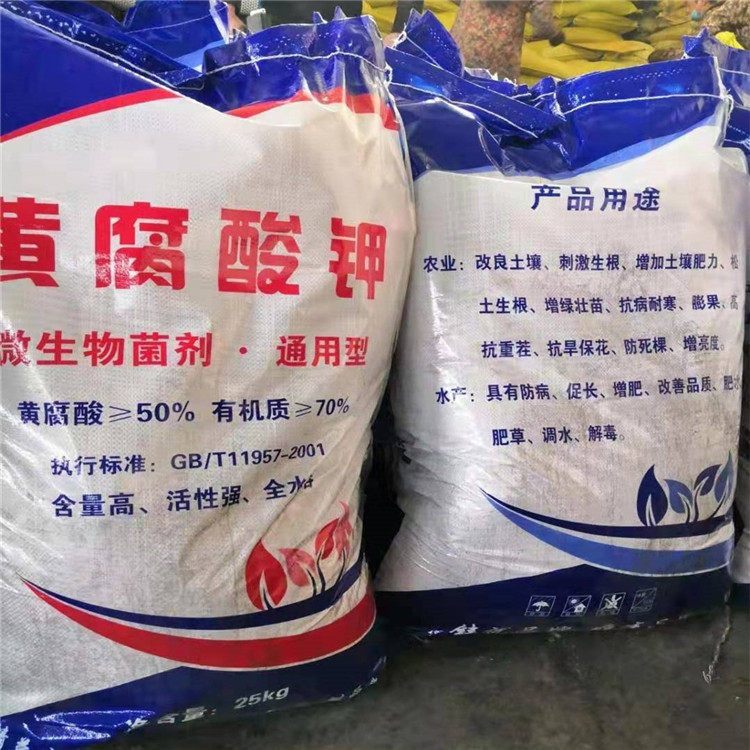 黄腐酸钾
微生物菌剂·通用型
黄腐酸≥50% 有机质≥70%
执行标准：GB/T11957-2001
含量高、活性强、全水
25kg
产品用途
农业：改良土壤、刺激生根、增加土壤肥力、松
土生根、增绿壮苗、抗病耐寒、膨果、高
抗重茬、抗旱保花、防死棵、增亮度。
水产：具有防病、促长、增肥、改善品质、肥水
肥草、调水、解毒。